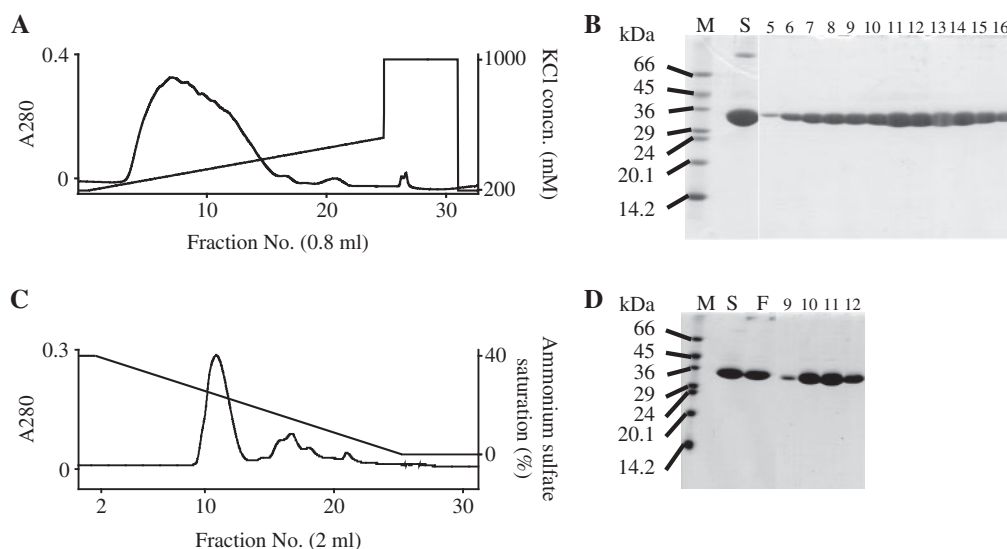 A
0.4
A280
0
10
20
30
Fraction No. (0.8 ml)
1000
200
KCl concn. (mM)
B
kDa
M
S
5 6 7 8 9 10 11 12 13 14 15 16
66
45
36
29
24
20.1
14.2
C
0.3
A280
0
2
10
20
30
Fraction No. (2 ml)
40
0
Ammonium sulfate
saturation (%)
D
kDa
M S F 9 10 11 12
66
45
36
29
24
20.1
14.2